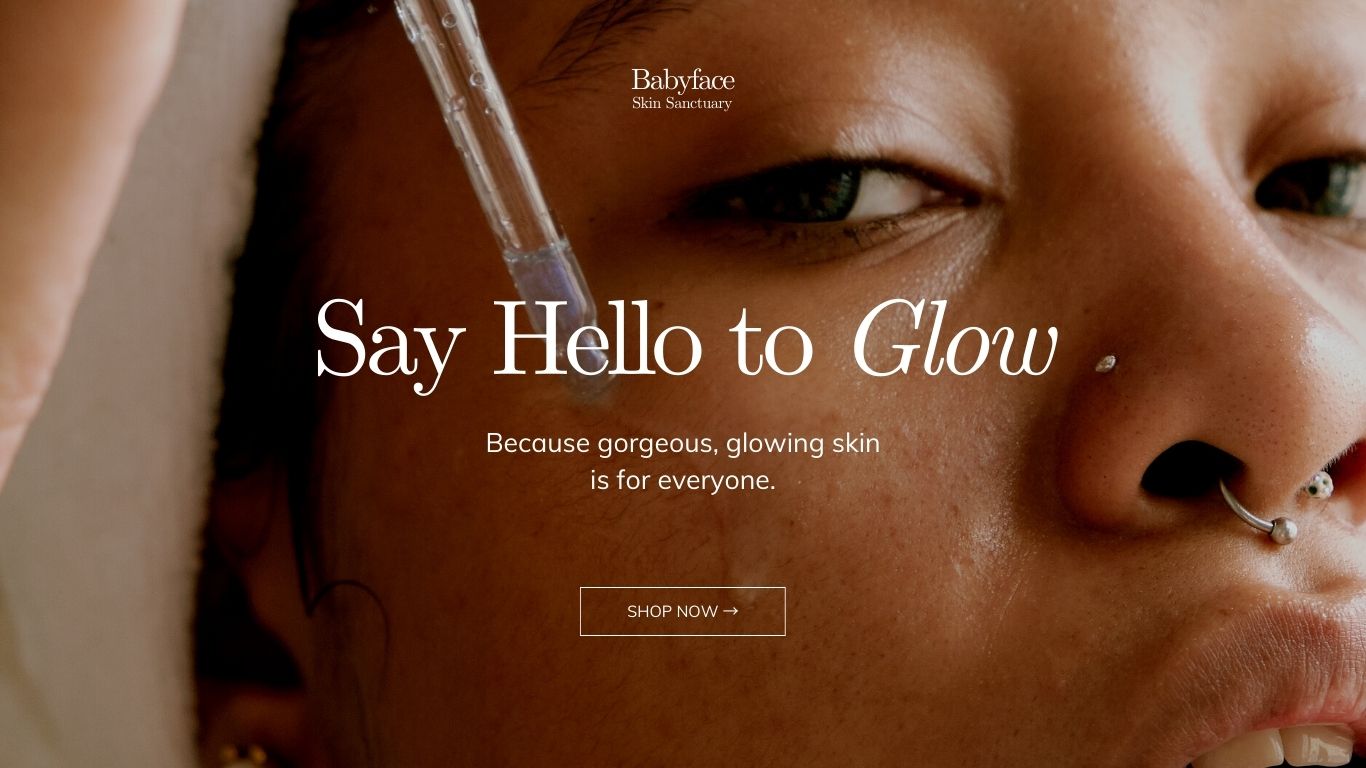 Babyface
Skin Sanctuary
Say Hello to Glow
Because gorgeous, glowing skin
is for everyone.
SHOP NOW →